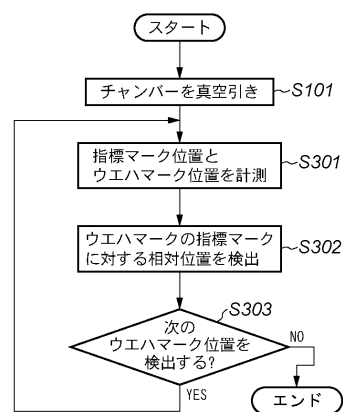 スタート
チャンバーを真空引き
S101
指標マーク位置と
ウエハマーク位置を計測
S301
ウエハマークの指標マーク
に対する相対位置を検出
S302
S303
次の
ウエハマーク位置を
検出する?
NO
YES
エンド